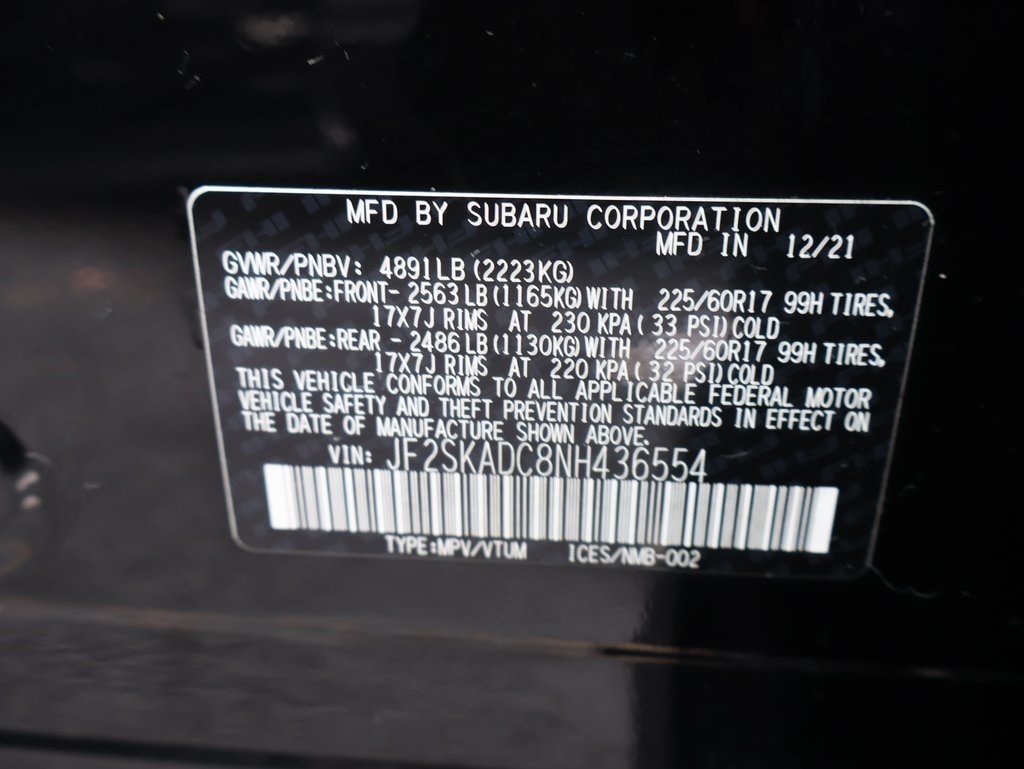 MFD BY SUBARU CORPORATION
MFD IN 12/21
GVWR/PNBV: 4891LB (2223KG)
GAWR/PNBE:FRONT- 2563LB(1165KG)WITH 225/60R17 99H TIRES,
17X7J RIMS AT 230 KPA( 33 PSI)COLD
GAWR/PNBE:REAR - 2486LB(1130KG)WITH 225/60R17 99H TIRES,
17X7J RIMS AT 220 KPA( 32 PSI)COLD
THIS VEHICLE CONFORMS TO ALL APPLICABLE FEDERAL MOTOR
VEHICLE SAFETY AND THEFT PREVENTION STANDARDS IN EFFECT ON
THE DATE OF MANUFACTURE SHOWN ABOVE.
VIN: JF2SKADC8NH436554
TYPE:MPV/VTUM ICES/NMB-002